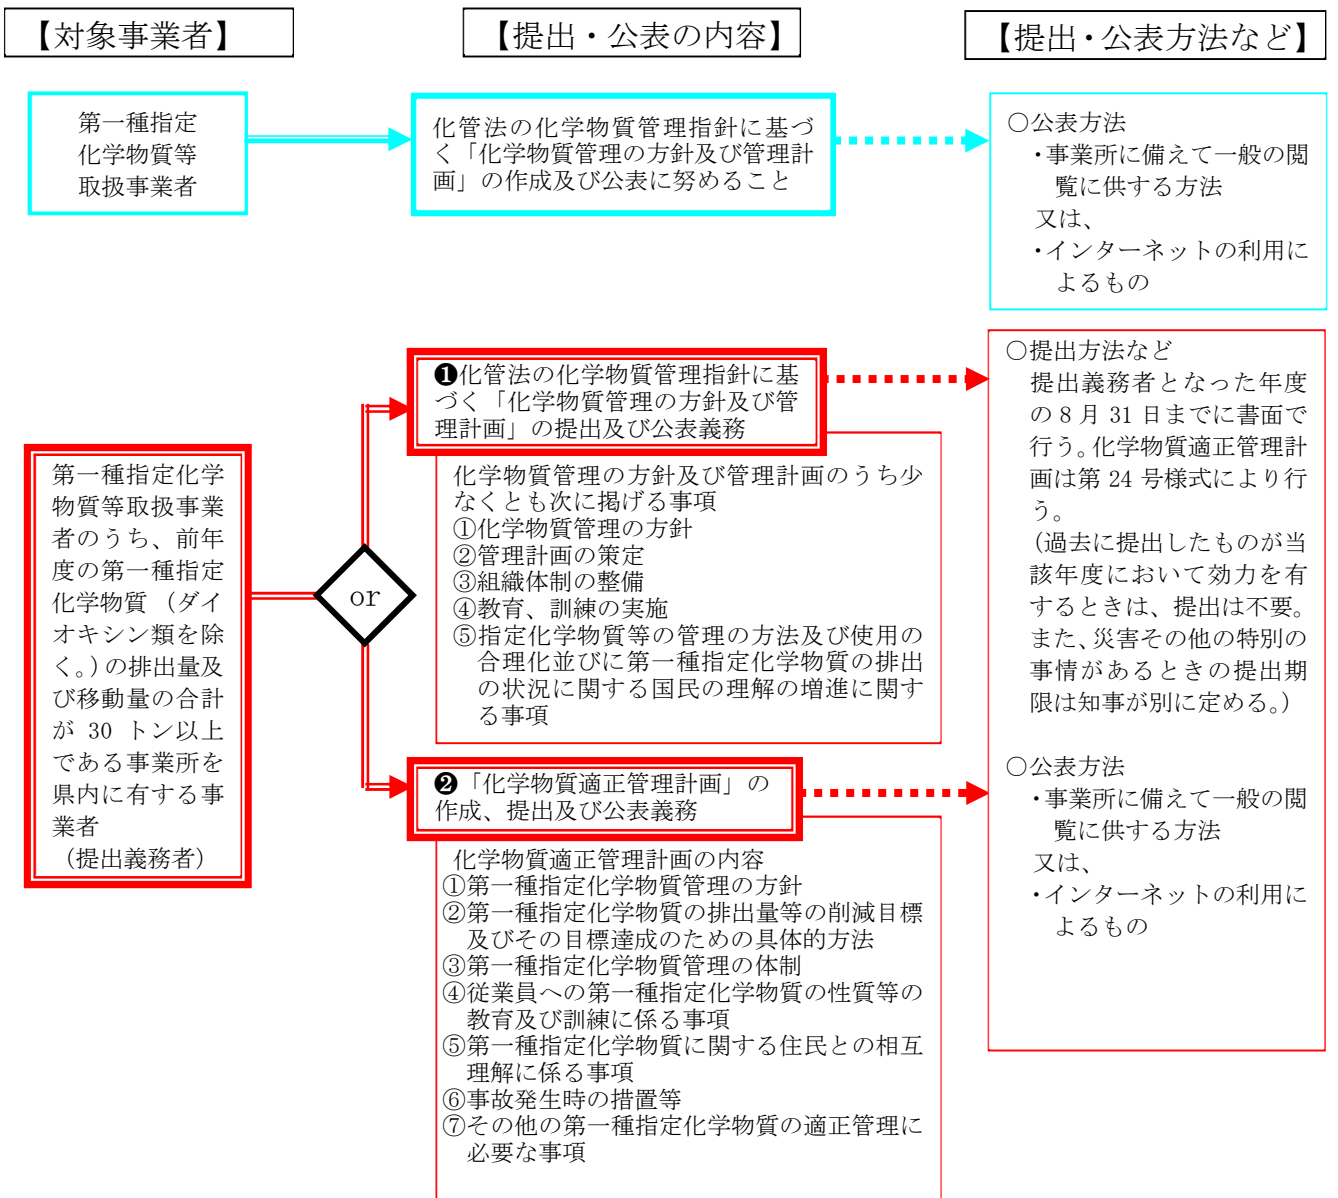 【対象事業者】
【提出・公表の内容】
【提出・公表方法など】
第一種指定
化学物質等
取扱事業者
化管法の化学物質管理指針に基づ
く「化学物質管理の方針及び管理計
画」の作成及び公表に努めること
○公表方法
・事業所に備えて一般の閲
覧に供する方法
又は、
・インターネットの利用に
よるもの
第一種指定化学
物質等取扱事業
者のうち、前年
度の第一種指定
化学物質（ダイ
オキシン類を除
く。）の排出量及
び移動量の合計
が 30 トン以上
である事業所を
県内に有する事
業者
（提出義務者）
or
❶化管法の化学物質管理指針に基
づく「化学物質管理の方針及び管
理計画」の提出及び公表義務
化学物質管理の方針及び管理計画のうち少
なくとも次に掲げる事項
①化学物質管理の方針
②管理計画の策定
③組織体制の整備
④教育、訓練の実施
⑤指定化学物質等の管理の方法及び使用の
合理化並びに第一種指定化学物質の排出
の状況に関する国民の理解の増進に関す
る事項
❷「化学物質適正管理計画」の
作成、提出及び公表義務
化学物質適正管理計画の内容
①第一種指定化学物質管理の方針
②第一種指定化学物質の排出量等の削減目標
及びその目標達成のための具体的方法
③第一種指定化学物質管理の体制
④従業員への第一種指定化学物質の性質等の
教育及び訓練に係る事項
⑤第一種指定化学物質に関する住民との相互
理解に係る事項
⑥事故発生時の措置等
⑦その他の第一種指定化学物質の適正管理に
必要な事項
○提出方法など
提出義務者となった年度
の 8 月 31 日までに書面で
行う。化学物質適正管理計
画は第 24 号様式により行
う。
（過去に提出したものが当
該年度において効力を有
するときは、提出は不要。
また、災害その他の特別の
事情があるときの提出期
限は知事が別に定める。）
○公表方法
・事業所に備えて一般の閲
覧に供する方法
又は、
・インターネットの利用に
よるもの